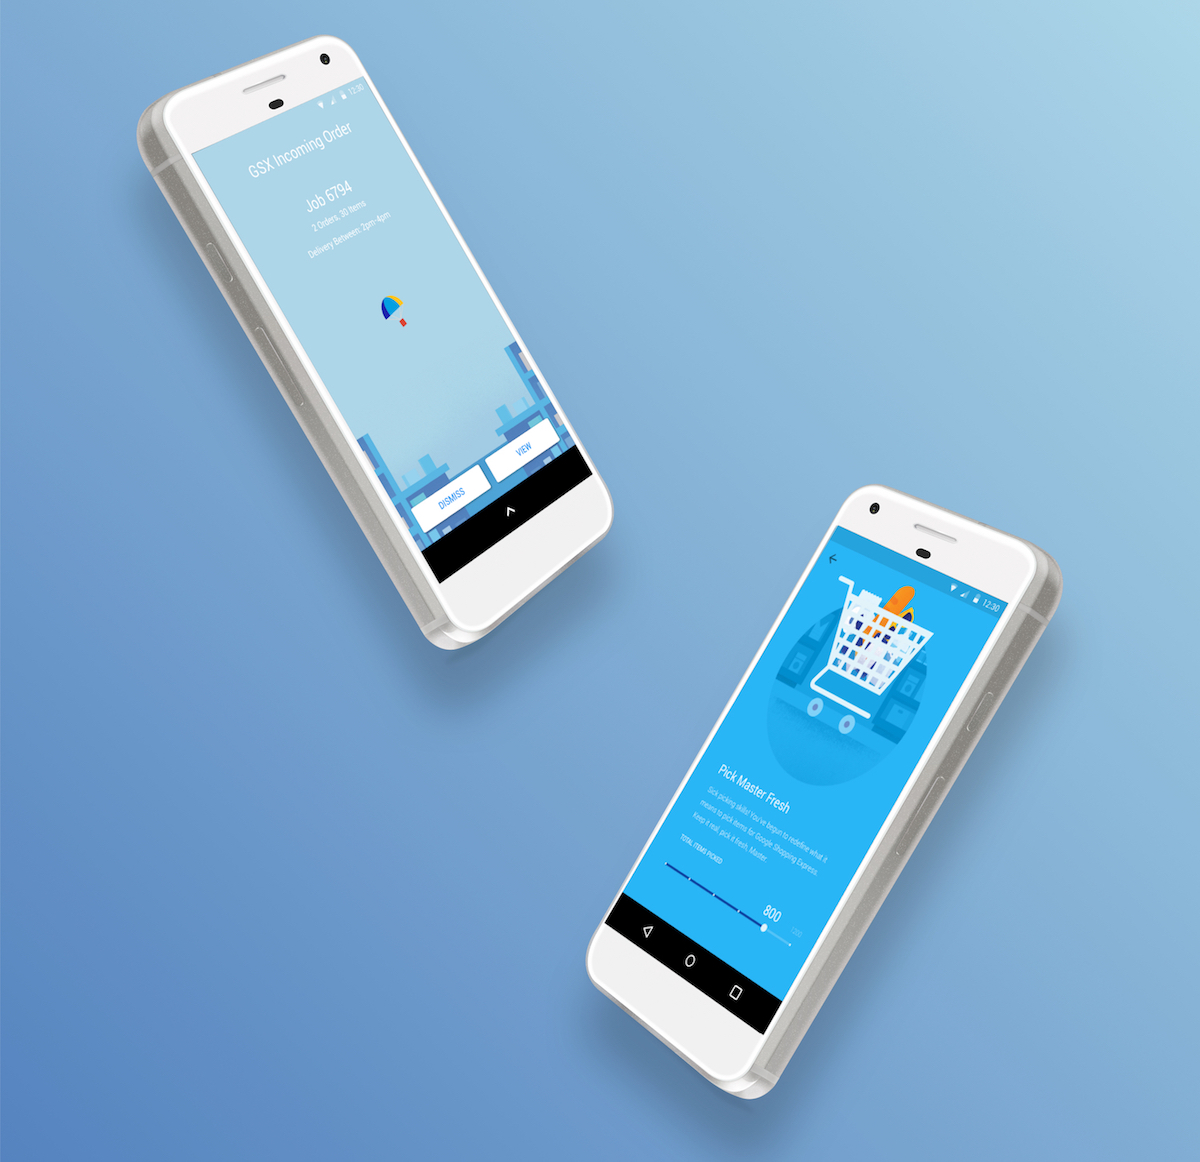 12:30
GSX Incoming Order
Job 6794
2 Orders, 30 Items
Delivery Between: 2pm-4pm
DISMISS
VIEW
12:30
Pick Master Fresh
Sick picking skills! You've begun to redefine what it
means to pick items for Google Shopping Express.
Keep it real, pick it fresh, Master.
TOTAL ITEMS PICKED
800
1200